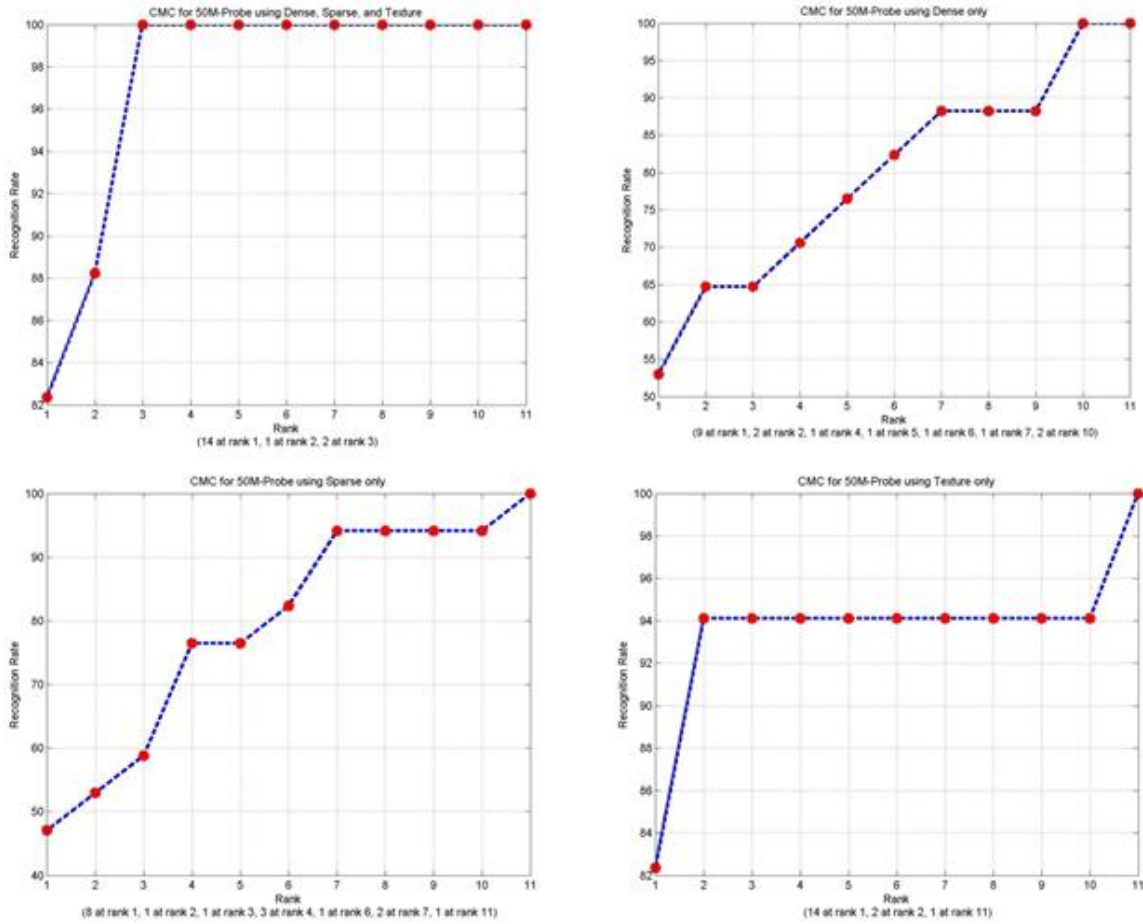 CMC for 50M-Probe using Dense, Sparse, and Texture
100
98
96
94
92
90
88
86
84
82
Recognition Rate
1 2 3 4 5 6 7 8 9 10 11
Rank
(14 at rank 1, 1 at rank 2, 2 at rank 3)
CMC for 50M-Probe using Dense only
100
95
90
85
80
75
70
65
60
55
50
Recognition Rate
1 2 3 4 5 6 7 8 9 10 11
Rank
(9 at rank 1, 2 at rank 2, 1 at rank 4, 1 at rank 5, 1 at rank 6, 1 at rank 7, 2 at rank 10)
CMC for 50M-Probe using Sparse only
100
90
80
70
60
50
40
Recognition Rate
1 2 3 4 5 6 7 8 9 10 11
Rank
(8 at rank 1, 1 at rank 2, 1 at rank 3, 3 at rank 4, 1 at rank 6, 2 at rank 7, 1 at rank 11)
CMC for 50M-Probe using Texture only
100
98
96
94
92
90
88
86
84
82
Recognition Rate
1 2 3 4 5 6 7 8 9 10 11
Rank
(14 at rank 1, 2 at rank 2, 1 at rank 11)